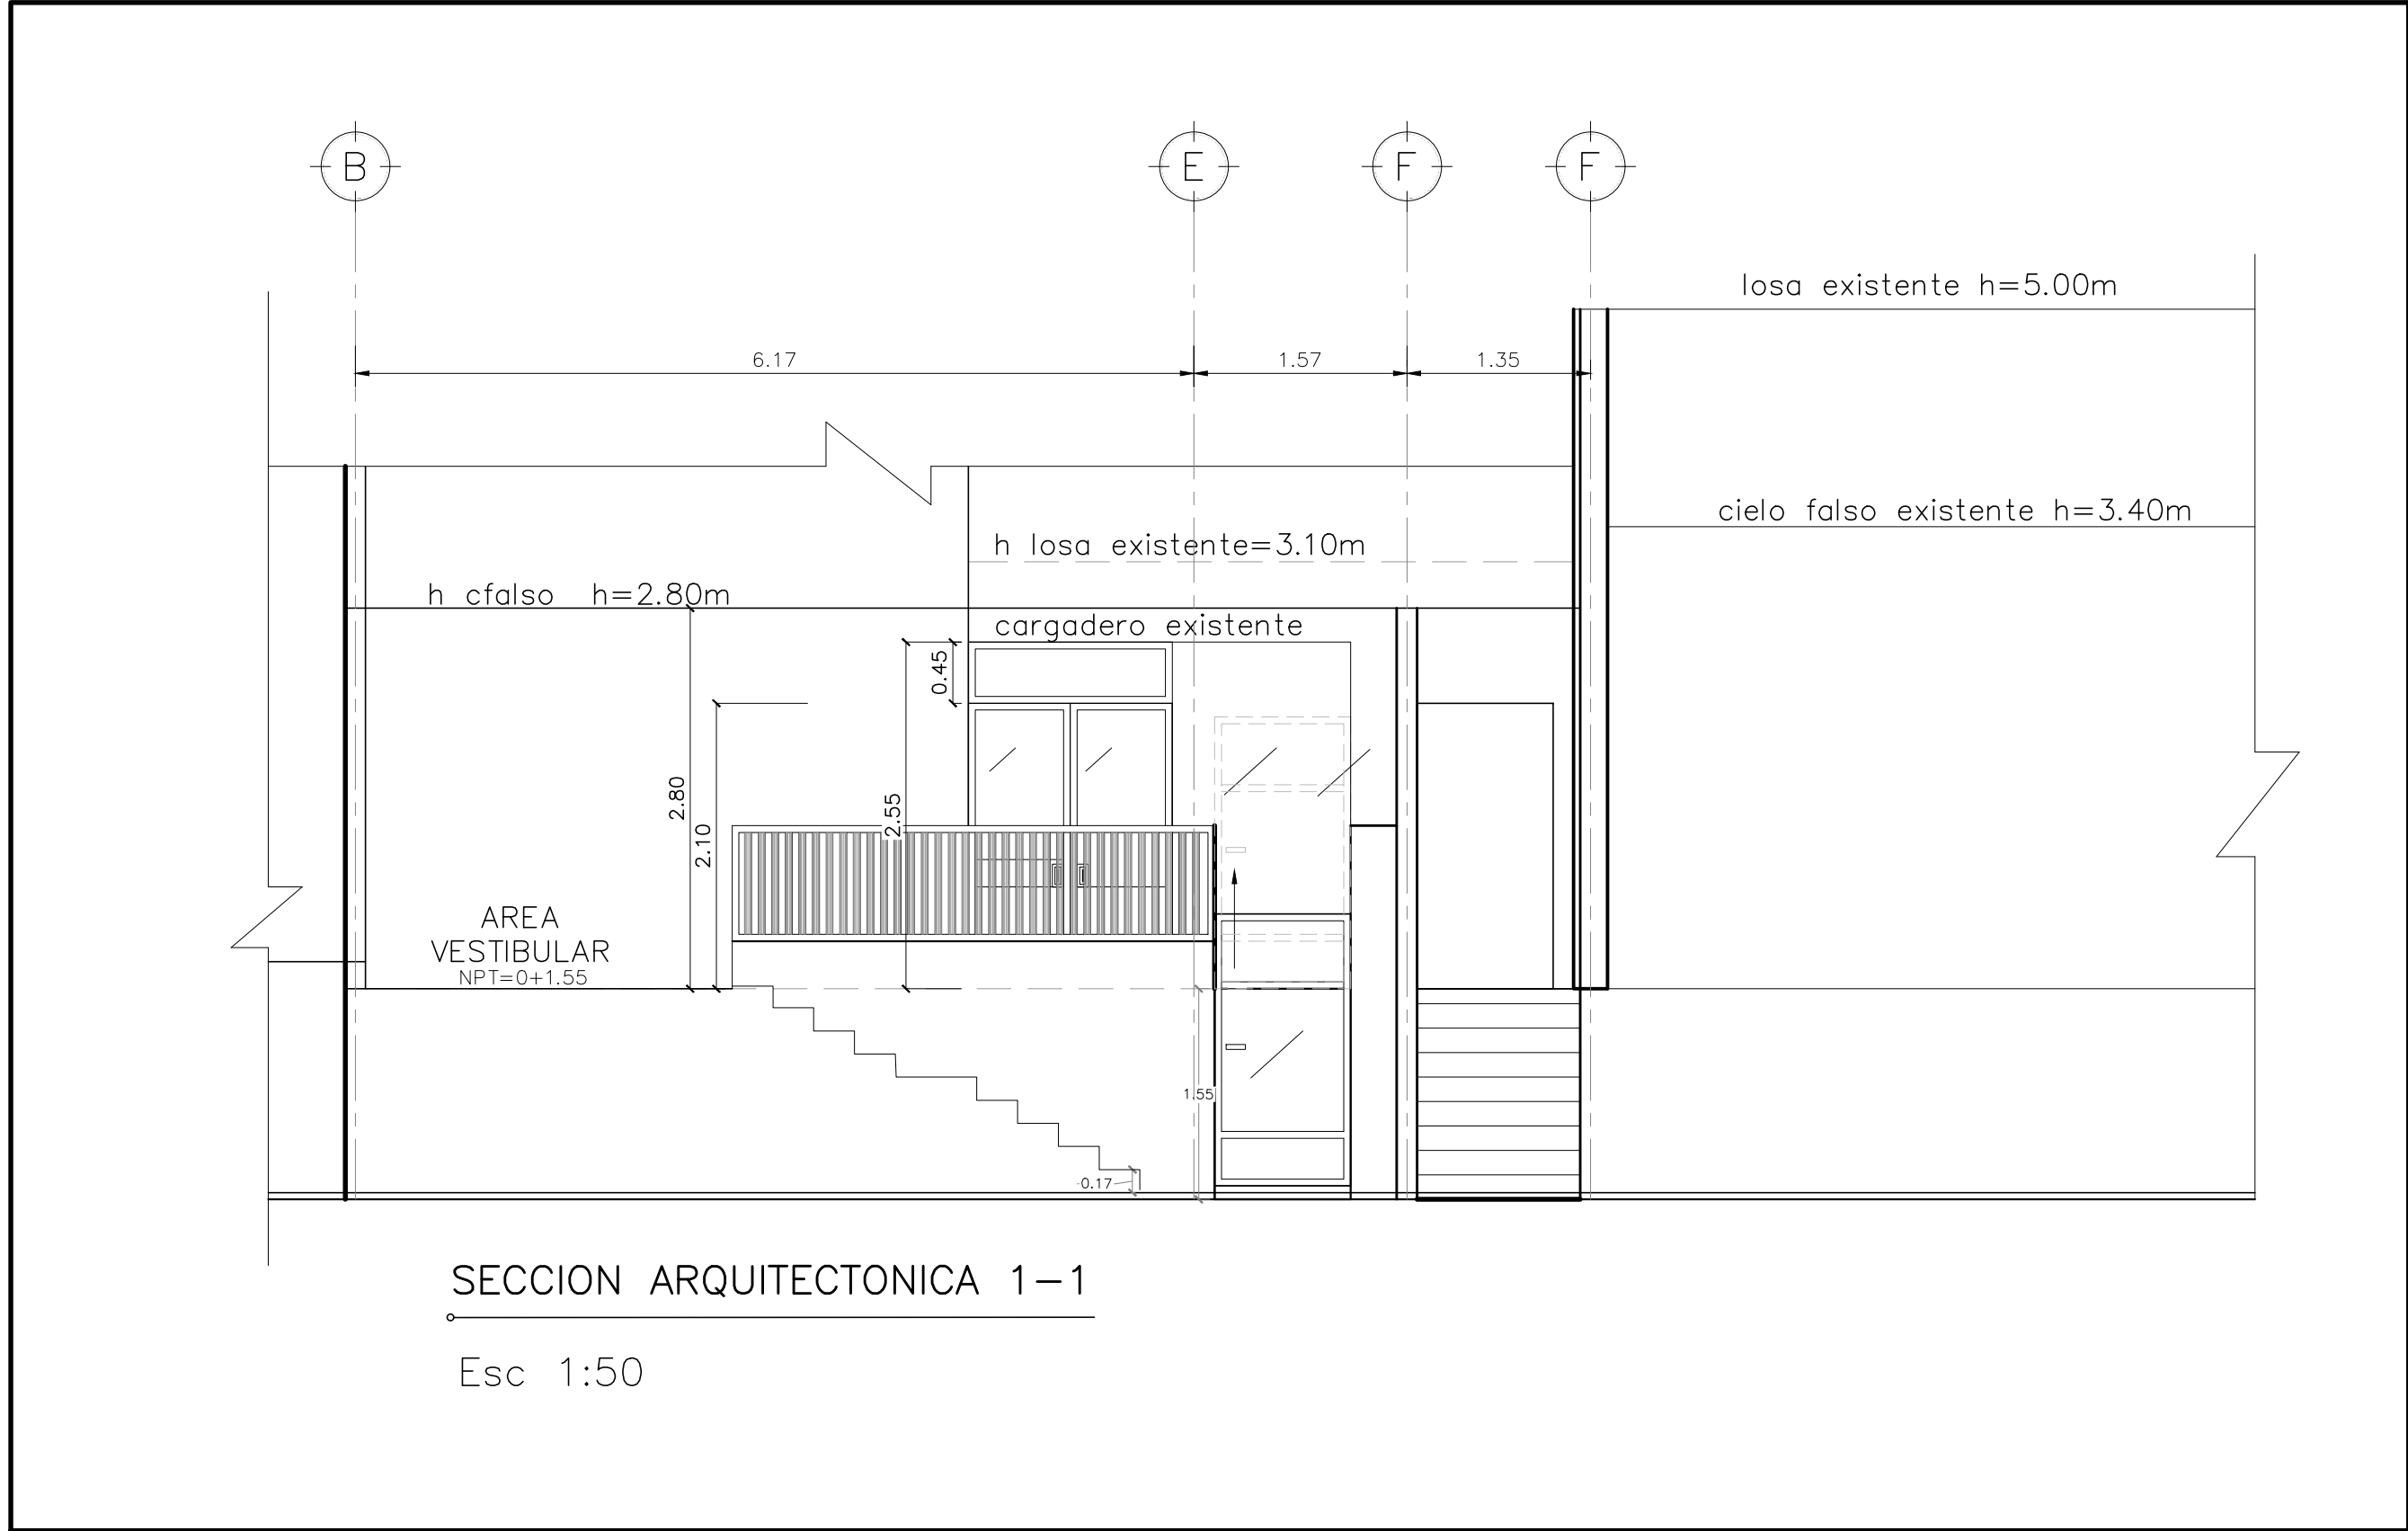 B
E
F
F
losa existente h=5.00m
6.17
1.57
1.35
cielo falso existente h=3.40m
h losa existente=3.10m
h cfalso h=2.80m
cargadero existente
0.45
2.80
2.10
2.55
AREA
VESTIBULAR
NPT=0+1.55
1.55
0.17
SECCION ARQUITECTONICA 1-1
Esc 1:50